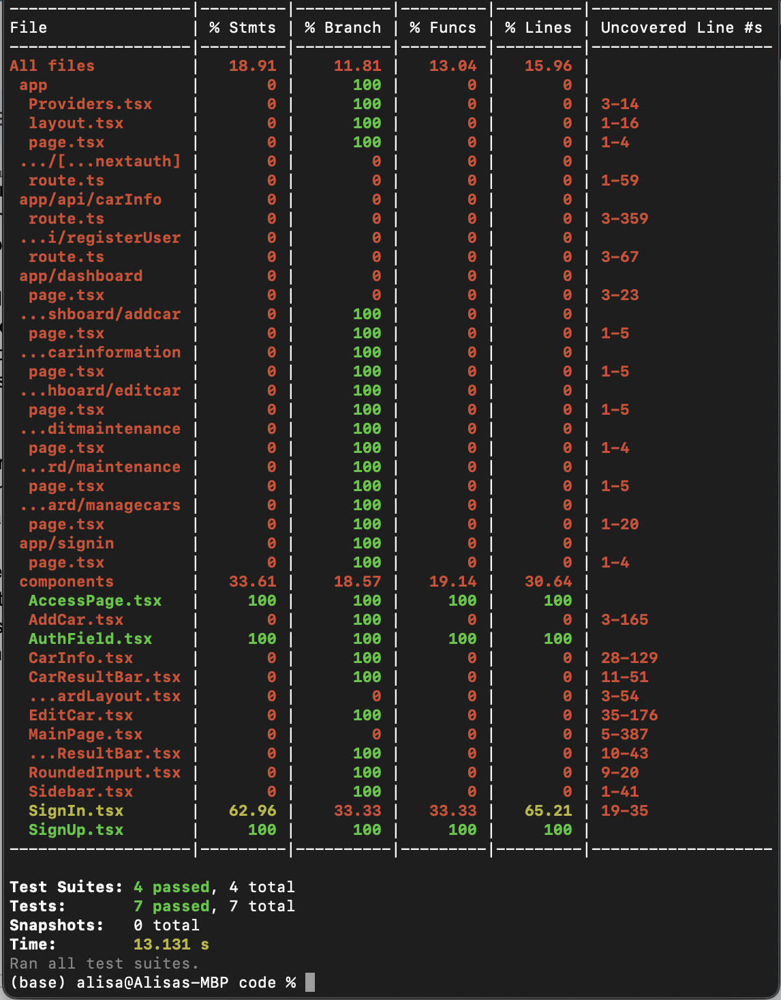 --------------------|---------|----------|---------|---------|-------------------
File                | % Stmts | % Branch | % Funcs | % Lines | Uncovered Line #s
--------------------|---------|----------|---------|---------|-------------------
All files           |   18.91 |    11.81 |   13.04 |   15.96 |
 app                |       0 |      100 |       0 |       0 |
  Providers.tsx     |       0 |      100 |       0 |       0 | 3-14
  layout.tsx        |       0 |      100 |       0 |       0 | 1-16
  page.tsx          |       0 |      100 |       0 |       0 | 1-4
 .../[...nextauth]  |       0 |        0 |       0 |       0 |
  route.ts          |       0 |        0 |       0 |       0 | 1-59
 app/api/carInfo    |       0 |        0 |       0 |       0 |
  route.ts          |       0 |        0 |       0 |       0 | 3-359
 ...i/registerUser  |       0 |        0 |       0 |       0 |
  route.ts          |       0 |        0 |       0 |       0 | 3-67
 app/dashboard      |       0 |        0 |       0 |       0 |
  page.tsx          |       0 |        0 |       0 |       0 | 3-23
 ...shboard/addcar  |       0 |      100 |       0 |       0 |
  page.tsx          |       0 |      100 |       0 |       0 | 1-5
 ...carinformation  |       0 |      100 |       0 |       0 |
  page.tsx          |       0 |      100 |       0 |       0 | 1-5
 ...hboard/editcar  |       0 |      100 |       0 |       0 |
  page.tsx          |       0 |      100 |       0 |       0 | 1-5
 ...ditmaintenance  |       0 |      100 |       0 |       0 |
  page.tsx          |       0 |      100 |       0 |       0 | 1-4
 ...rd/maintenance  |       0 |      100 |       0 |       0 |
  page.tsx          |       0 |      100 |       0 |       0 | 1-5
 ...ard/managecars  |       0 |      100 |       0 |       0 |
  page.tsx          |       0 |      100 |       0 |       0 | 1-20
 app/signin         |       0 |      100 |       0 |       0 |
  page.tsx          |       0 |      100 |       0 |       0 | 1-4
 components         |   33.61 |    18.57 |   19.14 |   30.64 |
  AccessPage.tsx    |     100 |      100 |     100 |     100 |
  AddCar.tsx        |       0 |      100 |       0 |       0 | 3-165
  AuthField.tsx     |     100 |      100 |     100 |     100 |
  CarInfo.tsx       |       0 |      100 |       0 |       0 | 28-129
  CarResultBar.tsx  |       0 |      100 |       0 |       0 | 11-51
  ...ardLayout.tsx  |       0 |        0 |       0 |       0 | 3-54
  EditCar.tsx       |       0 |      100 |       0 |       0 | 35-176
  MainPage.tsx      |       0 |        0 |       0 |       0 | 5-387
  ...ResultBar.tsx  |       0 |      100 |       0 |       0 | 10-43
  RoundedInput.tsx  |       0 |      100 |       0 |       0 | 9-20
  Sidebar.tsx       |       0 |      100 |       0 |       0 | 1-41
  SignIn.tsx        |   62.96 |    33.33 |   33.33 |   65.21 | 19-35
  SignUp.tsx        |     100 |      100 |     100 |     100 |
--------------------|---------|----------|---------|---------|-------------------
Test Suites: 4 passed, 4 total
Tests:       7 passed, 7 total
Snapshots:   0 total
Time:        13.131 s
Ran all test suites.
(base) alisa@Alisas-MBP code %